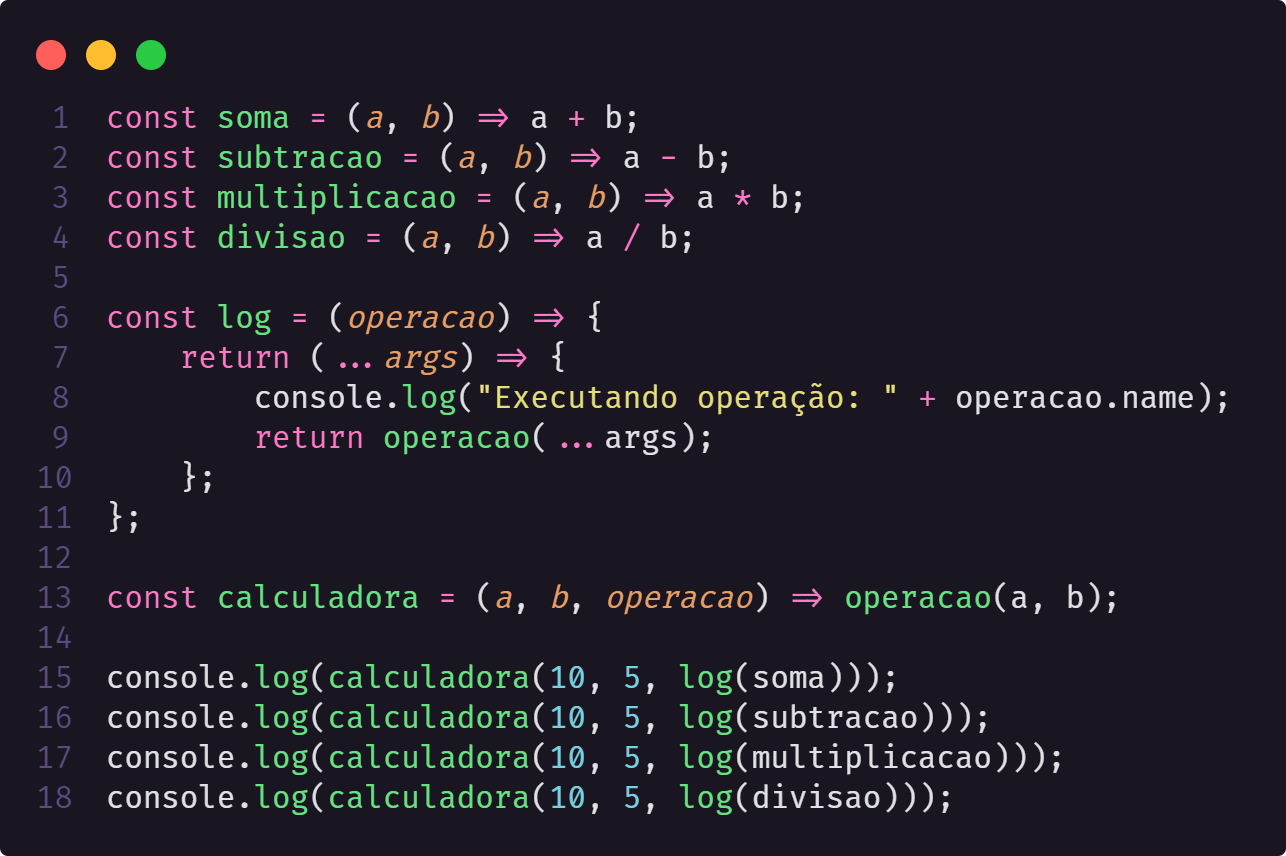 1 const soma = (a, b) => a + b;
2 const subtracao = (a, b) => a - b;
3 const multiplicacao = (a, b) => a * b;
4 const divisao = (a, b) => a / b;
5
6 const log = (operacao) => {
7     return (...args) => {
8         console.log("Executando operação: " + operacao.name);
9         return operacao(...args);
10     };
11 };
12
13 const calculadora = (a, b, operacao) => operacao(a, b);
14
15 console.log(calculadora(10, 5, log(soma)));
16 console.log(calculadora(10, 5, log(subtracao)));
17 console.log(calculadora(10, 5, log(multiplicacao)));
18 console.log(calculadora(10, 5, log(divisao)));